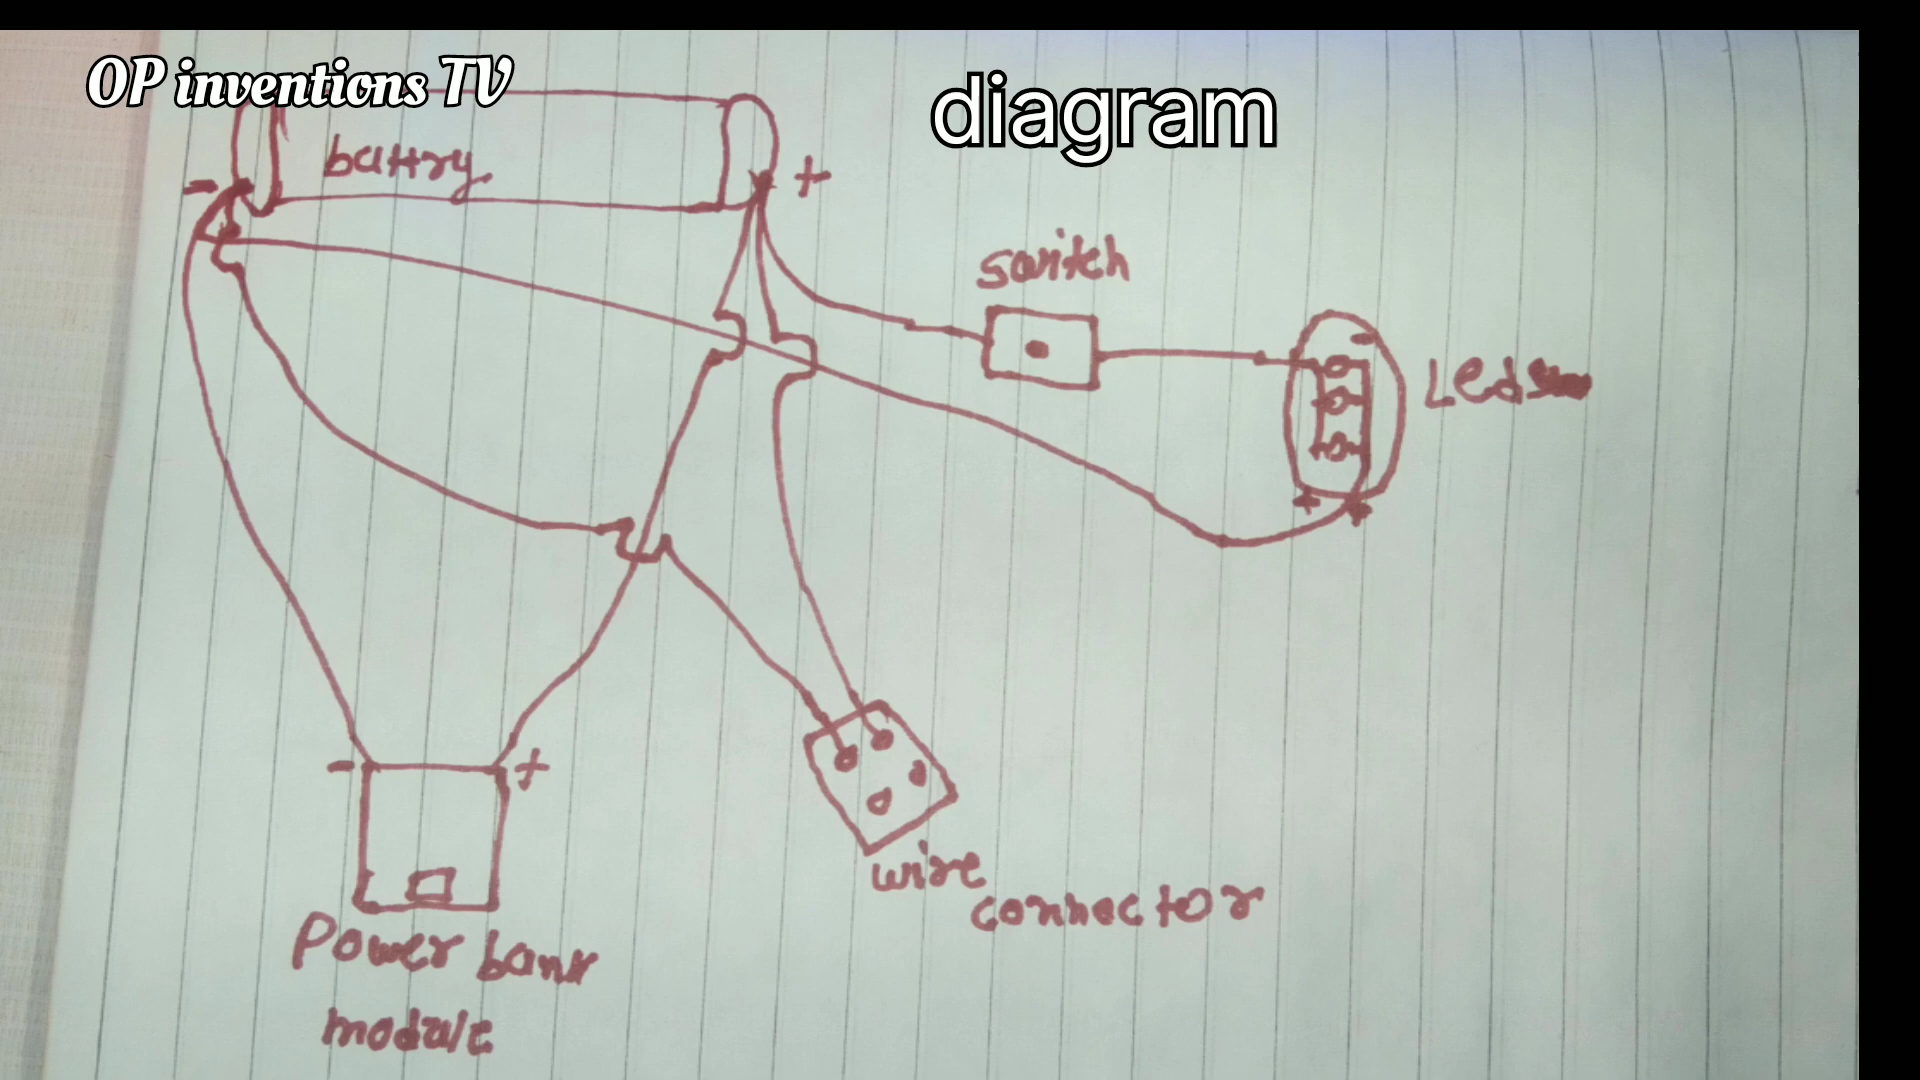 OP inventions TV
diagram
battry
-
+
switch
Leds
-
+
-
+
wire
connector
Power bank
module